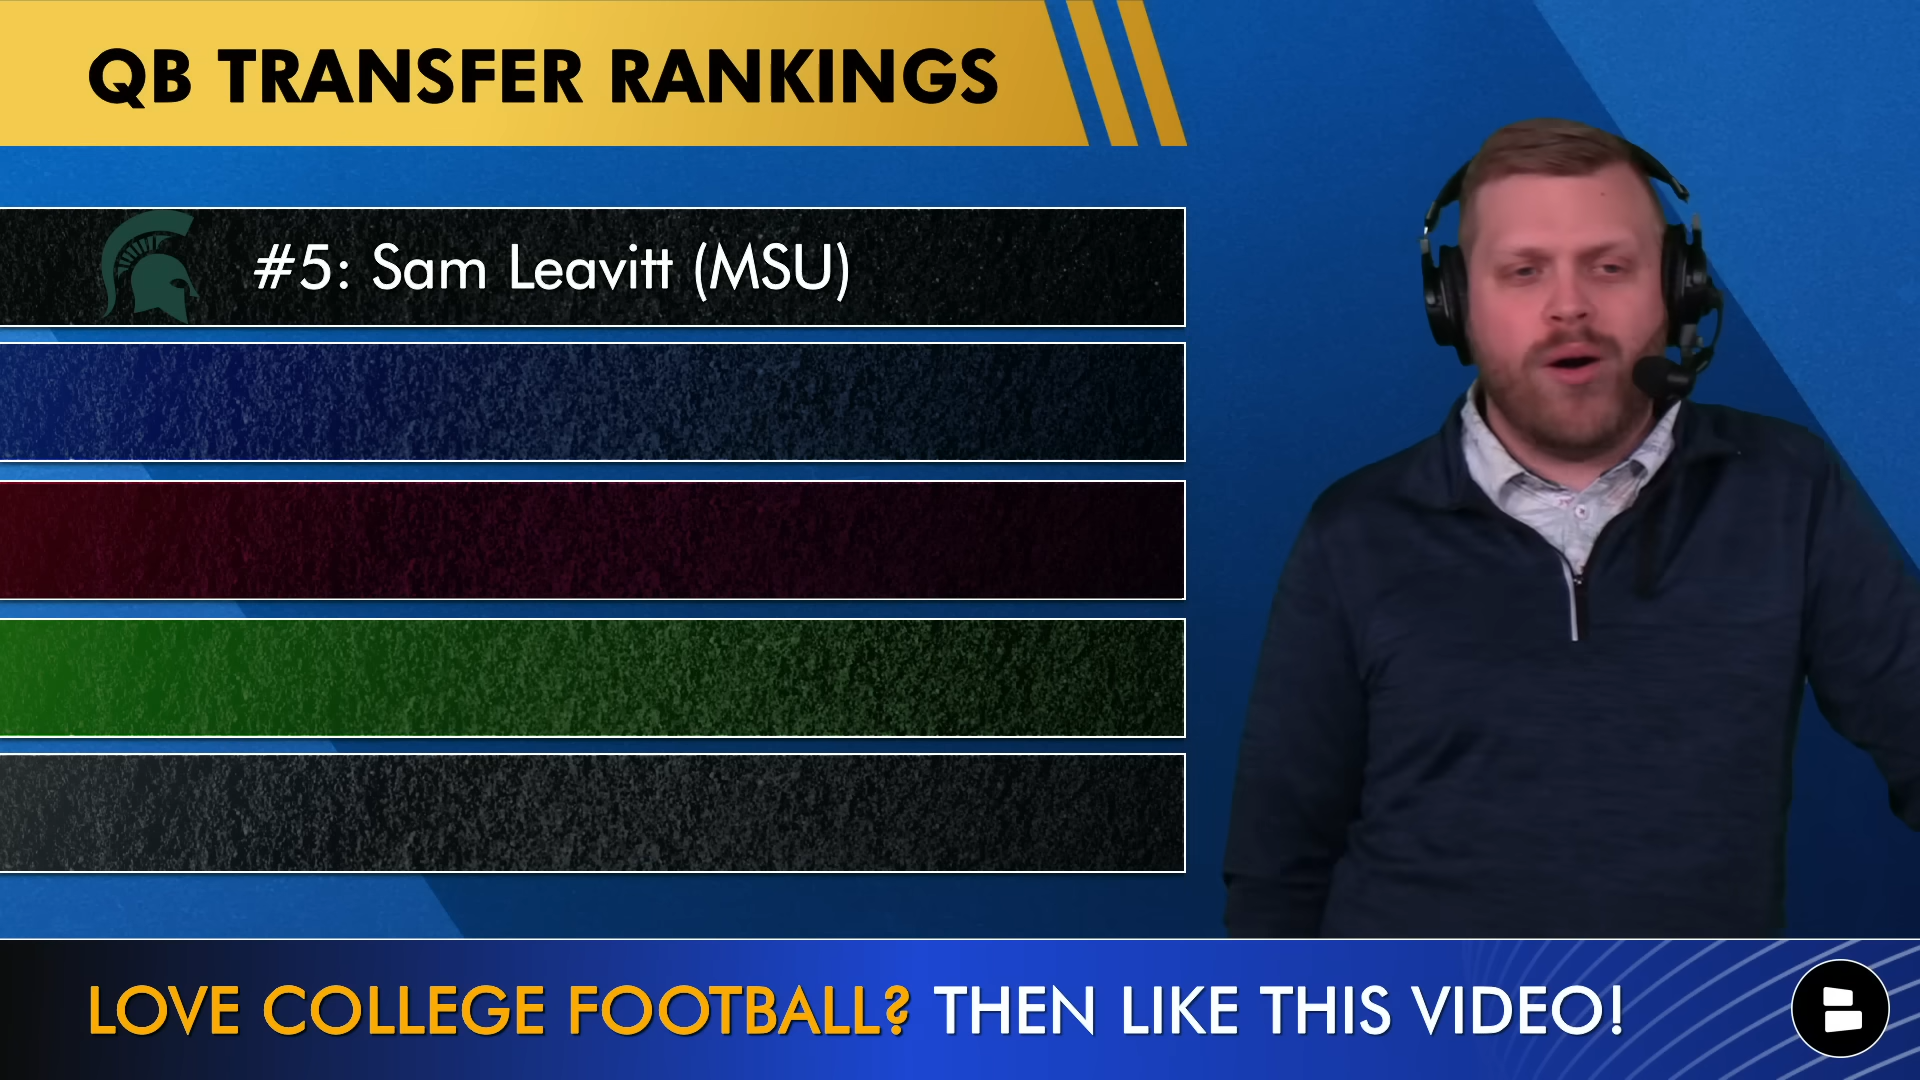 QB TRANSFER RANKINGS
#5: Sam Leavitt (MSU)
LOVE COLLEGE FOOTBALL? THEN LIKE THIS VIDEO!